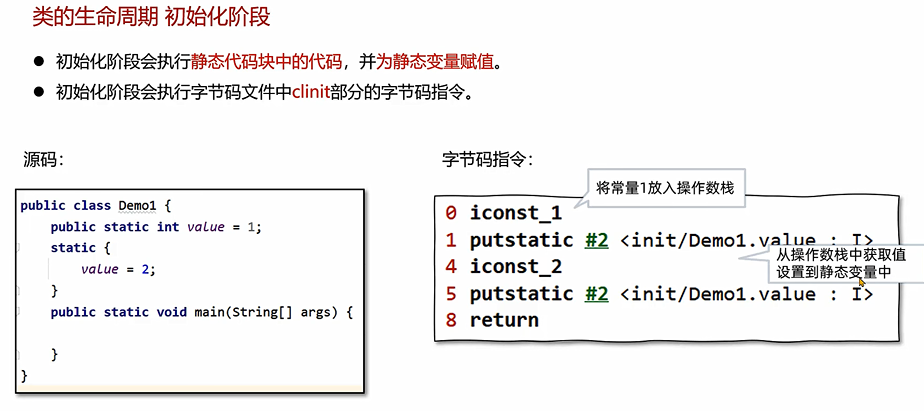 类的生命周期 初始化阶段
● 初始化阶段会执行静态代码块中的代码，并为静态变量赋值。
● 初始化阶段会执行字节码文件中clinit部分的字节码指令。
源码：
public class Demo1 {
public static int value = 1;
static {
value = 2;
}
public static void main(String[] args) {
}
}
字节码指令：
将常量1放入操作数栈
0 iconst_1
1 putstatic #2 <init/Demo1.value : I>
从操作数栈中获取值
设置到静态变量中
4 iconst_2
5 putstatic #2 <init/Demo1.value : I>
8 return